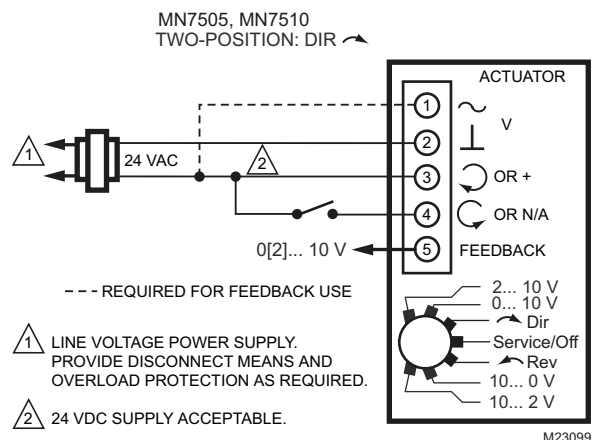 MN7505, MN7510
TWO-POSITION: DIR
ACTUATOR
1
V
2
1
24 VAC
2
3
OR +
4
OR N/A
0[2]... 10 V
5
FEEDBACK
REQUIRED FOR FEEDBACK USE
2... 10 V
0... 10 V
Dir
Service/Off
Rev
10... 0 V
10... 2 V
1 LINE VOLTAGE POWER SUPPLY.
PROVIDE DISCONNECT MEANS AND
OVERLOAD PROTECTION AS REQUIRED.
2 24 VDC SUPPLY ACCEPTABLE.
M23099